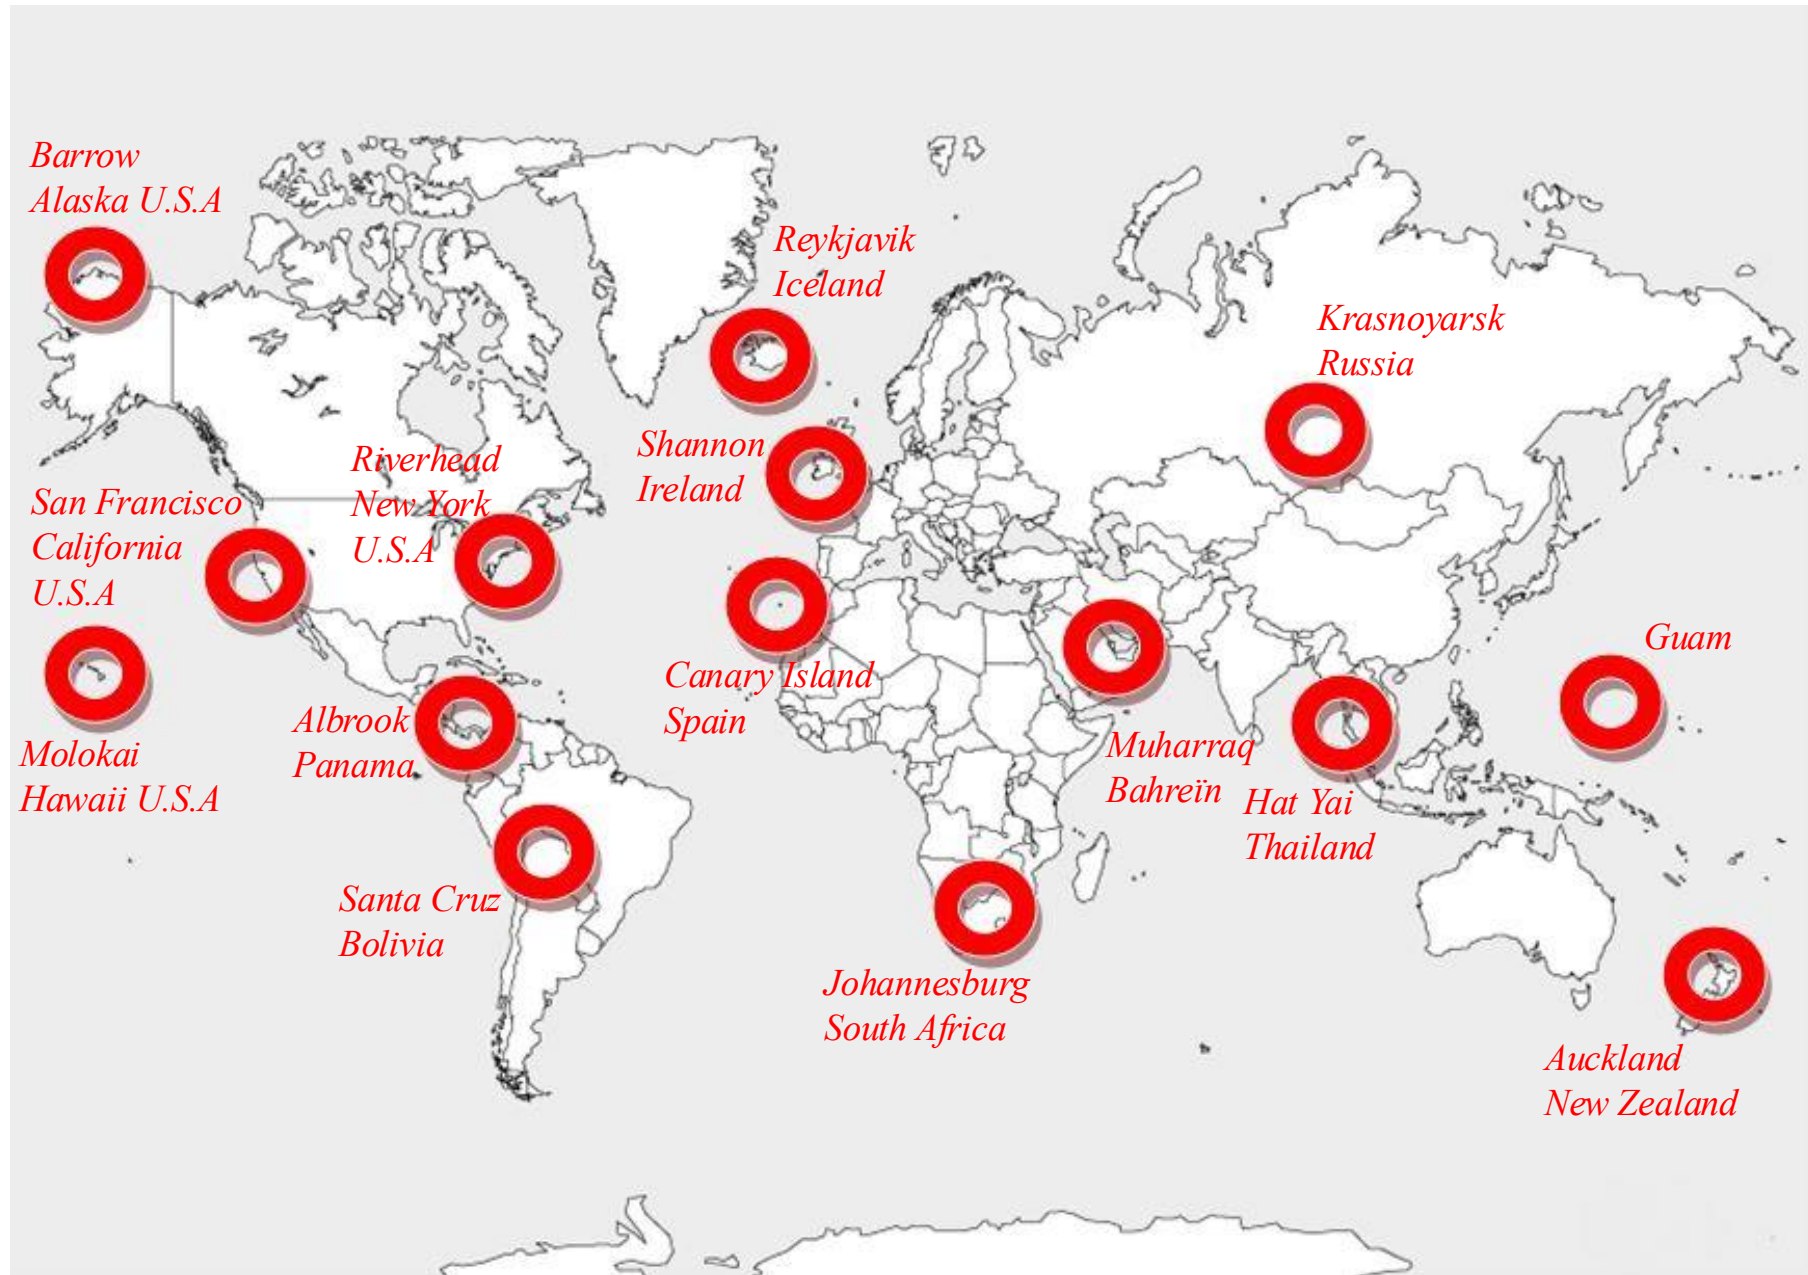 Barrow
Alaska U.S.A
Reykjavik
Iceland
Krasnoyarsk
Russia
Shannon
Ireland
Riverhead
New York
U.S.A
San Francisco
California
U.S.A
Molokai
Hawaii U.S.A
Albrook
Panama
Canary Island
Spain
Muharraq
Bahreïn
Hat Yai
Thailand
Guam
Santa Cruz
Bolivia
Johannesburg
South Africa
Auckland
New Zealand